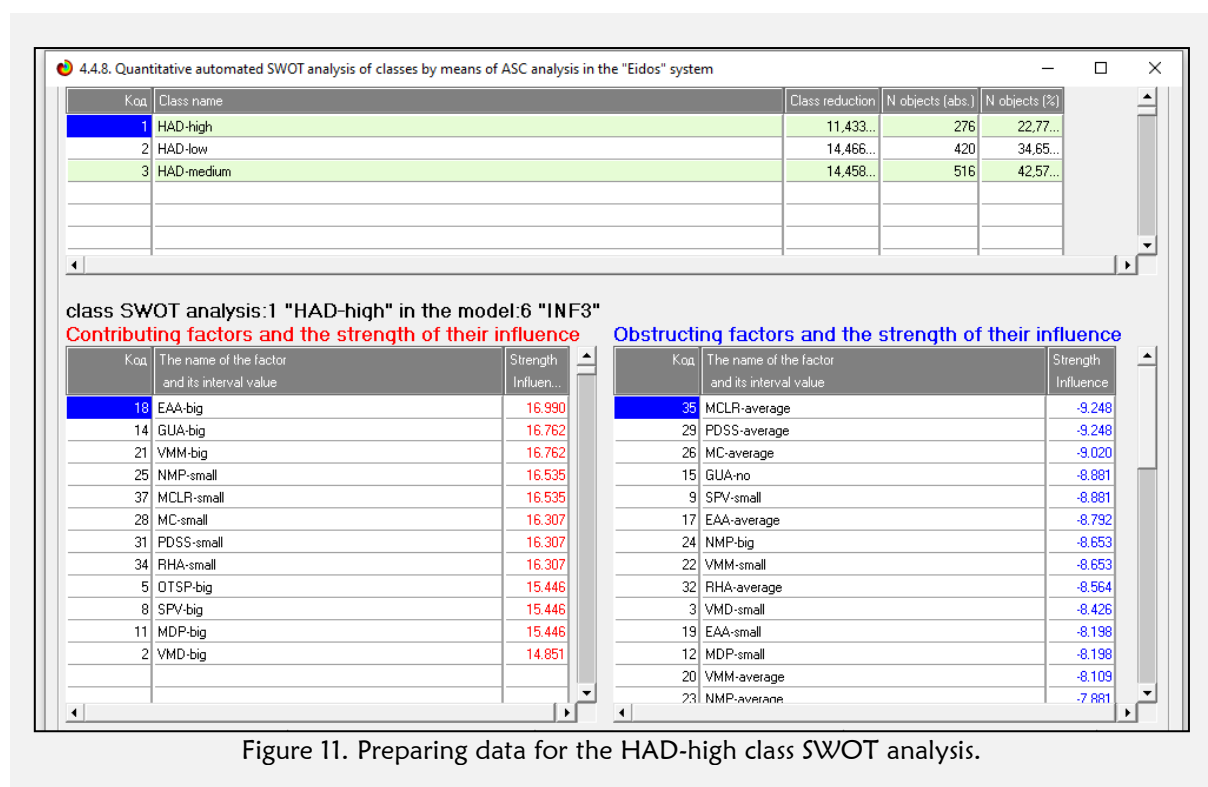 4.4.8. Quantitative automated SWOT analysis of classes by means of ASC analysis in the "Eidos" system
Код Class name Class reduction N objects (abs.) N objects (%)
1 HAD-high 11,433... 276 22,77...
2 HAD-low 14,466... 420 34,65...
3 HAD-medium 14,458... 516 42,57...
class SWOT analysis:1 "HAD-high" in the model:6 "INF3"
Contributing factors and the strength of their influence
Код The name of the factor Strength
and its interval value Influen...
18 EAA-big 16.990
14 GUA-big 16.762
21 VMM-big 16.762
25 NMP-small 16.535
37 MCLR-small 16.535
28 MC-small 16.307
31 PDSS-small 16.307
34 RHA-small 16.307
5 OTSP-big 15.446
8 SPV-big 15.446
11 MDP-big 15.446
2 VMD-big 14.851
Obstructing factors and the strength of their influence
Код The name of the factor Strength
and its interval value Influence
35 MCLR-average -9.248
29 PDSS-average -9.248
26 MC-average -9.020
15 GUA-no -8.881
9 SPV-small -8.881
17 EAA-average -8.792
24 NMP-big -8.653
22 VMM-small -8.653
32 RHA-average -8.564
3 VMD-small -8.426
19 EAA-small -8.198
12 MDP-small -8.198
20 VMM-average -8.109
23 NMP-average -7.881
Figure 11. Preparing data for the HAD-high class SWOT analysis.